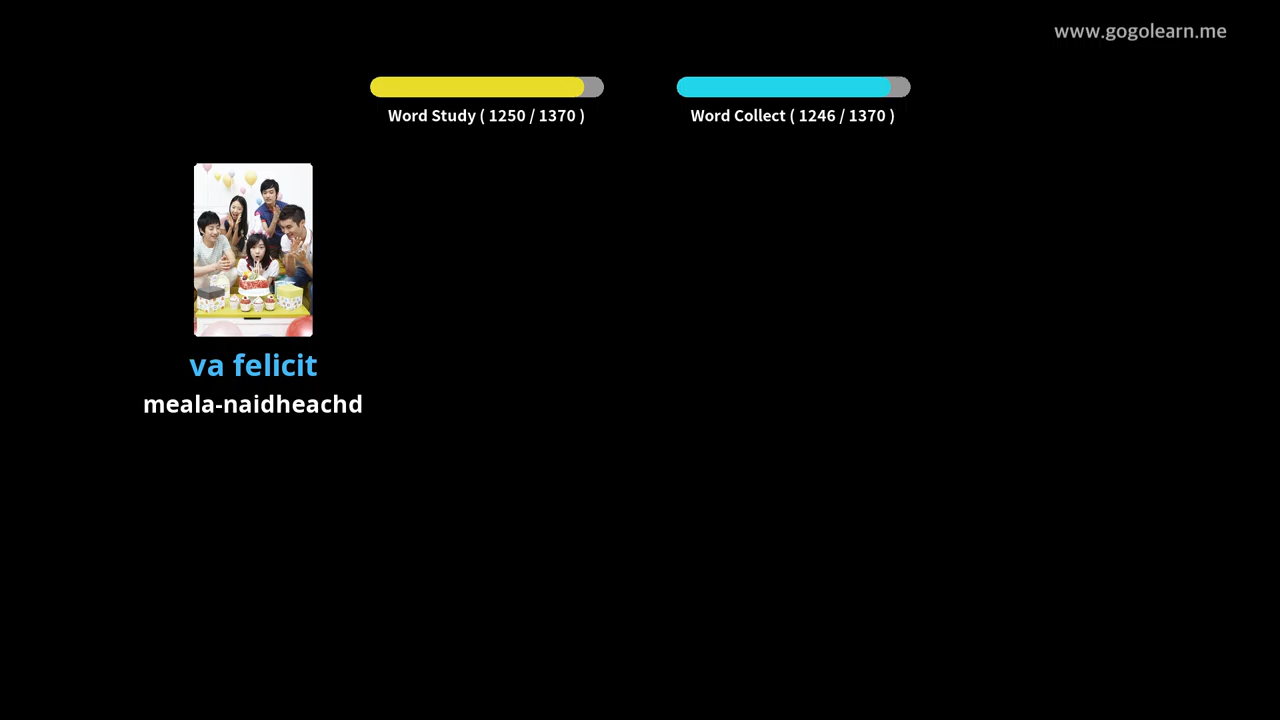 www.gogolearn.me
Word Study ( 1250 / 1370 )
Word Collect ( 1246 / 1370 )
va felicit
meala-naidheachd